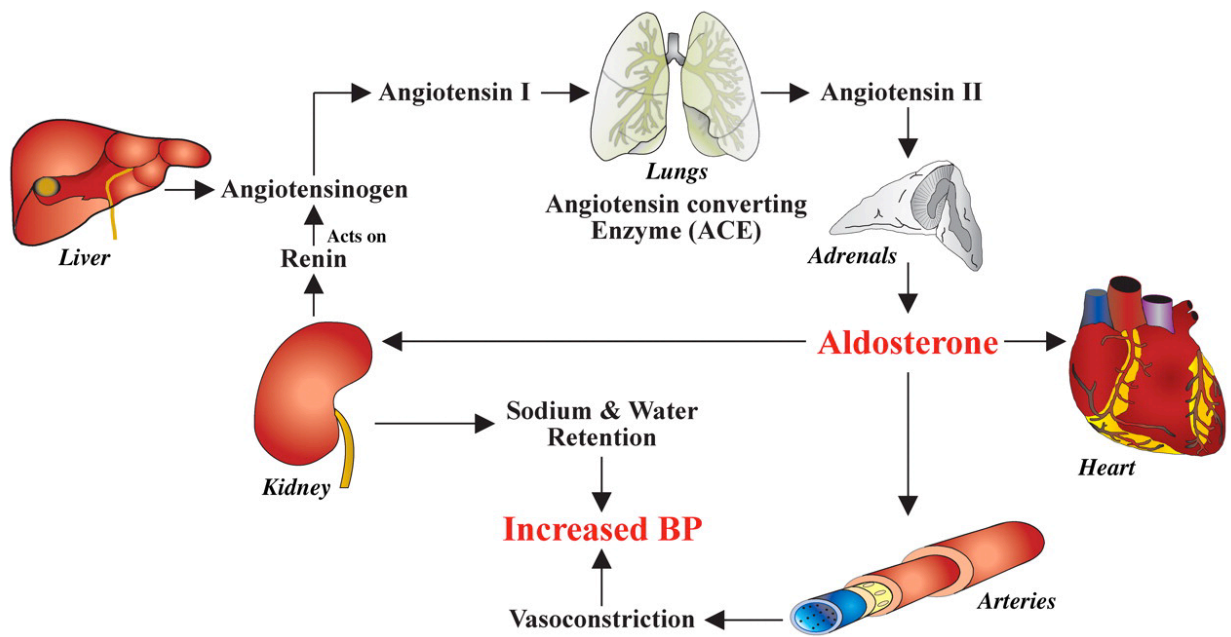 Angiotensin I
Angiotensin II
Lungs
Angiotensin converting
Enzyme (ACE)
Angiotensinogen
Acts on
Renin
Liver
Adrenals
Aldosterone
Sodium & Water
Retention
Kidney
Heart
Increased BP
Vasoconstriction
Arteries